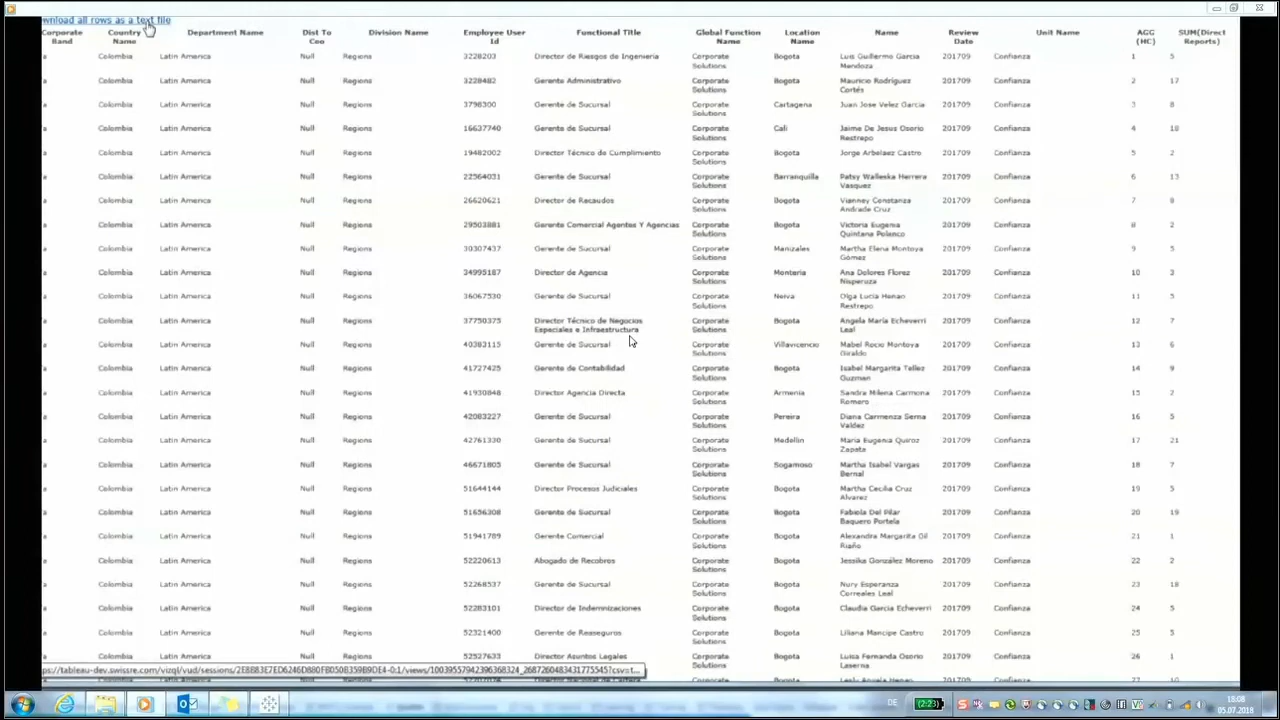 wnload all rows as a text file
Corporate Band Country Name Department Name Dist To Ceo Division Name Employee User Id Functional Title Global Function Name Location Name Name Review Date Unit Name AGG (HC) SUM(Direct Reports)
a Colombia Latin America Null Regions 3228203 Director de Riesgos de Ingenieria Corporate Solutions Bogota Luis Guillermo Garcia Mendoza 201709 Confianza 1 5
a Colombia Latin America Null Regions 3228482 Gerente Administrativo Corporate Solutions Bogota Mauricio Rodriguez Cortés 201709 Confianza 2 17
a Colombia Latin America Null Regions 3798300 Gerente de Sucursal Corporate Solutions Cartagena Juan Jose Velez Garcia 201709 Confianza 3 8
a Colombia Latin America Null Regions 16637740 Gerente de Sucursal Corporate Solutions Cali Jaime De Jesus Osorio Restrepo 201709 Confianza 4 18
a Colombia Latin America Null Regions 19482002 Director Técnico de Cumplimiento Corporate Solutions Bogota Jorge Arbelaez Castro 201709 Confianza 5 2
a Colombia Latin America Null Regions 22564031 Gerente de Sucursal Corporate Solutions Barranquilla Patsy Walleska Herrera Vasquez 201709 Confianza 6 13
a Colombia Latin America Null Regions 26620621 Director de Recaudos Corporate Solutions Bogota Vianney Constanza Andrade Cruz 201709 Confianza 7 8
a Colombia Latin America Null Regions 29503881 Gerente Comercial Agentes Y Agencias Corporate Solutions Bogota Victoria Eugenia Quintana Polanco 201709 Confianza 8 2
a Colombia Latin America Null Regions 30307437 Gerente de Sucursal Corporate Solutions Manizales Martha Elena Montoya Gómez 201709 Confianza 9 5
a Colombia Latin America Null Regions 34995187 Director de Agencia Corporate Solutions Monteria Ana Dolores Florez Nisperuza 201709 Confianza 10 3
a Colombia Latin America Null Regions 36067530 Gerente de Sucursal Corporate Solutions Neiva Olga Lucia Henao Restrepo 201709 Confianza 11 5
a Colombia Latin America Null Regions 37750375 Director Técnico de Negocios Especiales e Infraestructura Corporate Solutions Bogota Angela Maria Echeverri Leal 201709 Confianza 12 7
a Colombia Latin America Null Regions 40383115 Gerente de Sucursal Corporate Solutions Villavicencio Mabel Rocio Montoya Giraldo 201709 Confianza 13 6
a Colombia Latin America Null Regions 41727425 Gerente de Contabilidad Corporate Solutions Bogota Isabel Margarita Tellez Guzman 201709 Confianza 14 9
a Colombia Latin America Null Regions 41930848 Director Agencia Directa Corporate Solutions Armenia Sandra Milena Carmona Romero 201709 Confianza 15 2
a Colombia Latin America Null Regions 42083227 Gerente de Sucursal Corporate Solutions Pereira Diana Carmenza Serna Valdez 201709 Confianza 16 5
a Colombia Latin America Null Regions 42761330 Gerente de Sucursal Corporate Solutions Medellin Maria Eugenia Quiroz Zapata 201709 Confianza 17 21
a Colombia Latin America Null Regions 46671805 Gerente de Sucursal Corporate Solutions Sogamoso Martha Isabel Vargas Bernal 201709 Confianza 18 7
a Colombia Latin America Null Regions 51644144 Director Procesos Judiciales Corporate Solutions Bogota Martha Cecilia Cruz Alvarez 201709 Confianza 19 5
a Colombia Latin America Null Regions 51656308 Gerente de Sucursal Corporate Solutions Bogota Fabiola Del Pilar Baquero Portela 201709 Confianza 20 19
a Colombia Latin America Null Regions 51941789 Gerente Comercial Corporate Solutions Bogota Alexandra Margarita Gil Riaño 201709 Confianza 21 1
a Colombia Latin America Null Regions 52220613 Abogado de Recobros Corporate Solutions Bogota Jessika González Moreno 201709 Confianza 22 2
a Colombia Latin America Null Regions 52268537 Gerente de Sucursal Corporate Solutions Bogota Nury Esperanza Correales Leal 201709 Confianza 23 18
a Colombia Latin America Null Regions 52283101 Director de Indemnizaciones Corporate Solutions Bogota Claudia Garcia Echeverri 201709 Confianza 24 5
a Colombia Latin America Null Regions 52321400 Gerente de Reaseguros Corporate Solutions Bogota Liliana Mancipe Castro 201709 Confianza 25 5
a Colombia Latin America Null Regions 52527633 Director Asuntos Legales Corporate Solutions Bogota Luisa Fernanda Osorio Laserna 201709 Confianza 26 1
DE (2:23) 18:08
05.07.2018